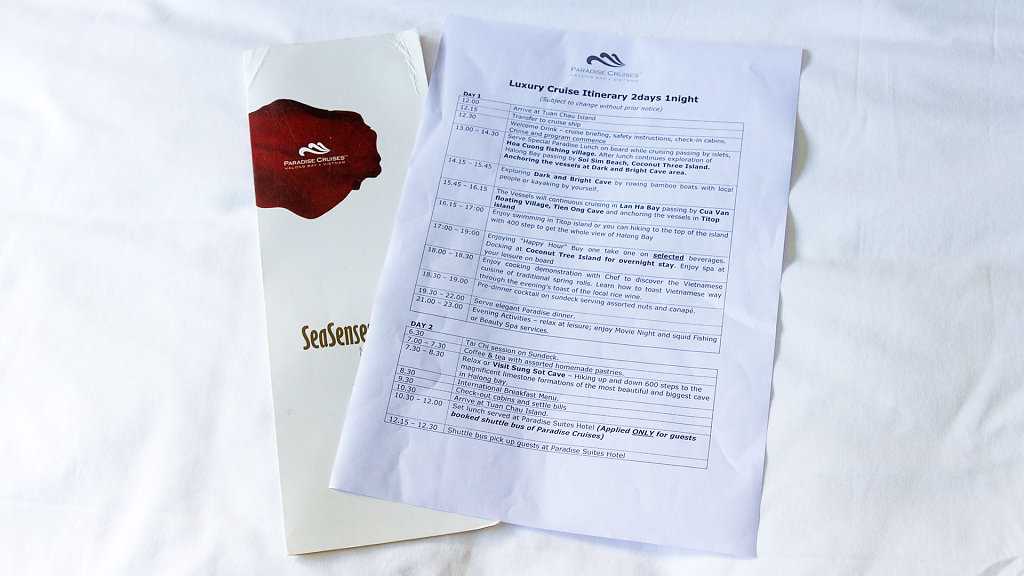 PARADISE CRUISES
HALONG BAY • VIETNAM
SeaSenses
PARADISE CRUISES
HALONG BAY • VIETNAM
Luxury Cruise Itinerary 2days 1night
(Subject to change without prior notice)
DAY 1
12.00 Arrive at Tuan Chau Island
12.15 Transfer to cruise ship
12.30 Welcome Drink – cruise briefing, safety instructions, check-in cabins,
Cruise and program commence
13.00 – 14.30 Serve Special Paradise Lunch on board while cruising passing by islets,
Hoa Cuong fishing village. After lunch continues exploration of
Halong Bay passing by Soi Sim Beach, Coconut Three Island.
Anchoring the vessels at Dark and Bright Cave area.
14.15 – 15.45 Exploring Dark and Bright Cave by rowing bamboo boats with local
people or kayaking by yourself.
15.45 – 16.15 The Vessels will continuous cruising in Lan Ha Bay passing by Cua Van
floating Village, Tien Ong Cave and anchoring the vessels in Titop
island
16.15 – 17:00 Enjoy swimming in Titop island or you can hiking to the top of the island
with 400 step to get the whole view of Halong Bay
17:00 – 19:00 Enjoying "Happy Hour" Buy one take one on selected beverages.
Docking at Coconut Tree Island for overnight stay. Enjoy spa at
your leisure on board
18.00 – 18.30 Enjoy cooking demonstration with Chef to discover the Vietnamese
cuisine of traditional spring rolls. Learn how to toast Vietnamese way
through the evening's toast of the local rice wine.
18.30 – 19.00 Pre-dinner cocktail on sundeck serving assorted nuts and canapé.
19.30 – 22.00 Serve elegant Paradise dinner.
21.00 – 23.00 Evening Activities – relax at leisure; enjoy Movie Night and squid Fishing
or Beauty Spa services.
DAY 2
6.30 Tai Chi session on Sundeck.
7.00 – 7.30 Coffee & tea with assorted homemade pastries.
7.30 – 8.30 Relax or Visit Sung Sot Cave – Hiking up and down 600 steps to the
magnificent limestone formations of the most beautiful and biggest cave
in Halong bay.
8.30 International Breakfast Menu.
9.30 Check-out cabins and settle bills
10.30 Arrive at Tuan Chau Island.
10.30 – 12.00 Set lunch served at Paradise Suites Hotel (Applied ONLY for guests
booked shuttle bus of Paradise Cruises)
12.15 – 12.30 Shuttle bus pick up guests at Paradise Suites Hotel